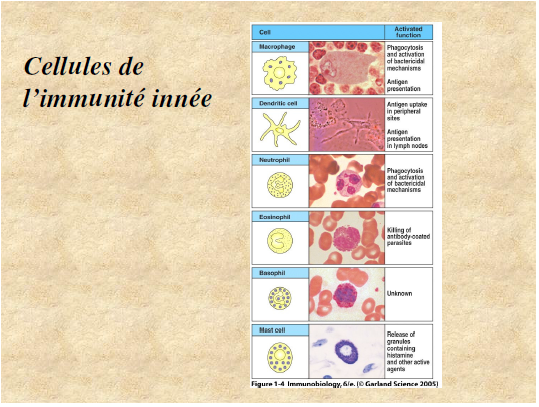 Cellules de
l’immunité innée
Cell
Activated
function
Macrophage
Phagocytosis
and activation
of bactericidal
mechanisms
Antigen
presentation
Dendritic cell
Antigen uptake
in peripheral
sites
Antigen
presentation
in lymph nodes
Neutrophil
Phagocytosis
and activation
of bactericidal
mechanisms
Eosinophil
Killing of
antibody-coated
parasites
Basophil
Unknown
Mast cell
Release of
granules
containing
histamine
and other active
agents
Figure 1-4 Immunobiology, 6/e. (© Garland Science 2005)